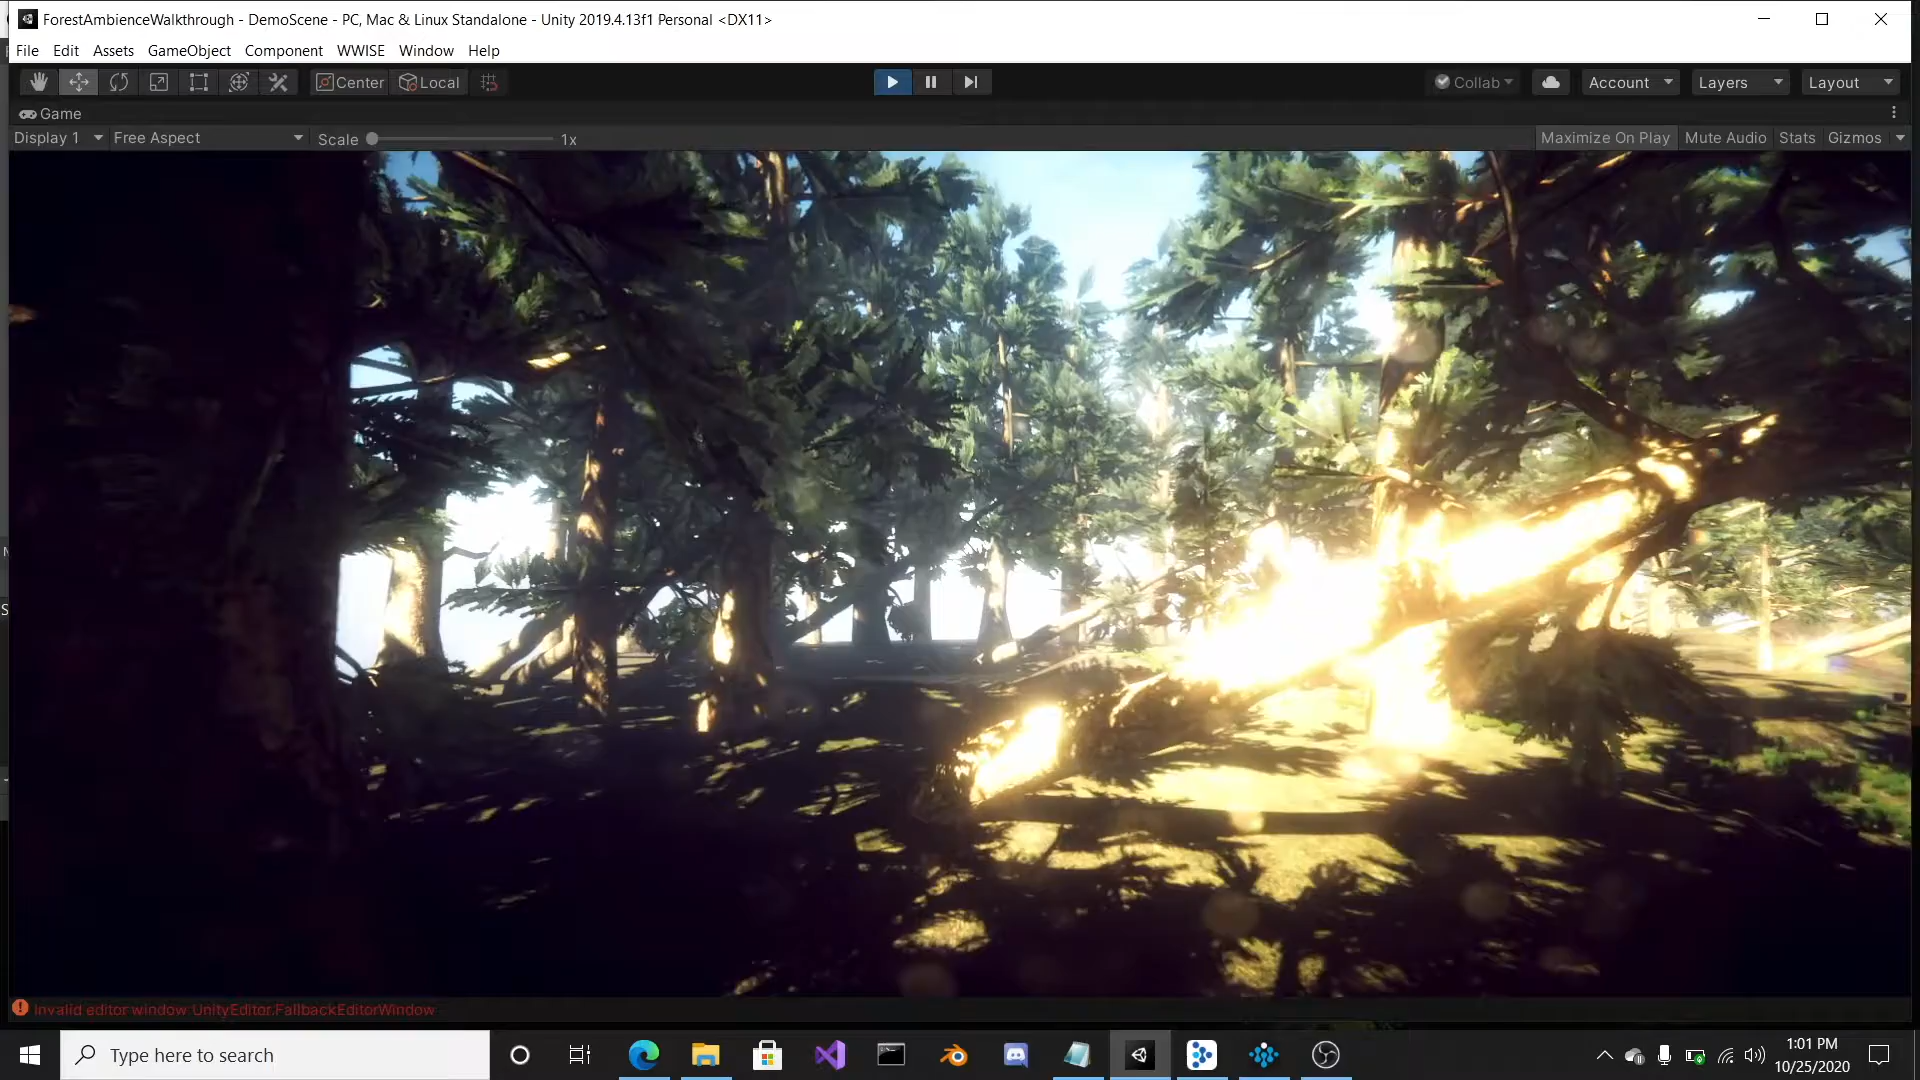 ForestAmbienceWalkthrough - DemoScene - PC, Mac & Linux Standalone - Unity 2019.4.13f1 Personal <DX11>
File Edit Assets GameObject Component WWISE Window Help
Center Local Collab Account Layers Layout
Game
Display 1 Free Aspect Scale 1x Maximize On Play Mute Audio Stats Gizmos
Invalid editor window UnityEditor.FallbackEditorWindow
Type here to search
1:01 PM
10/25/2020